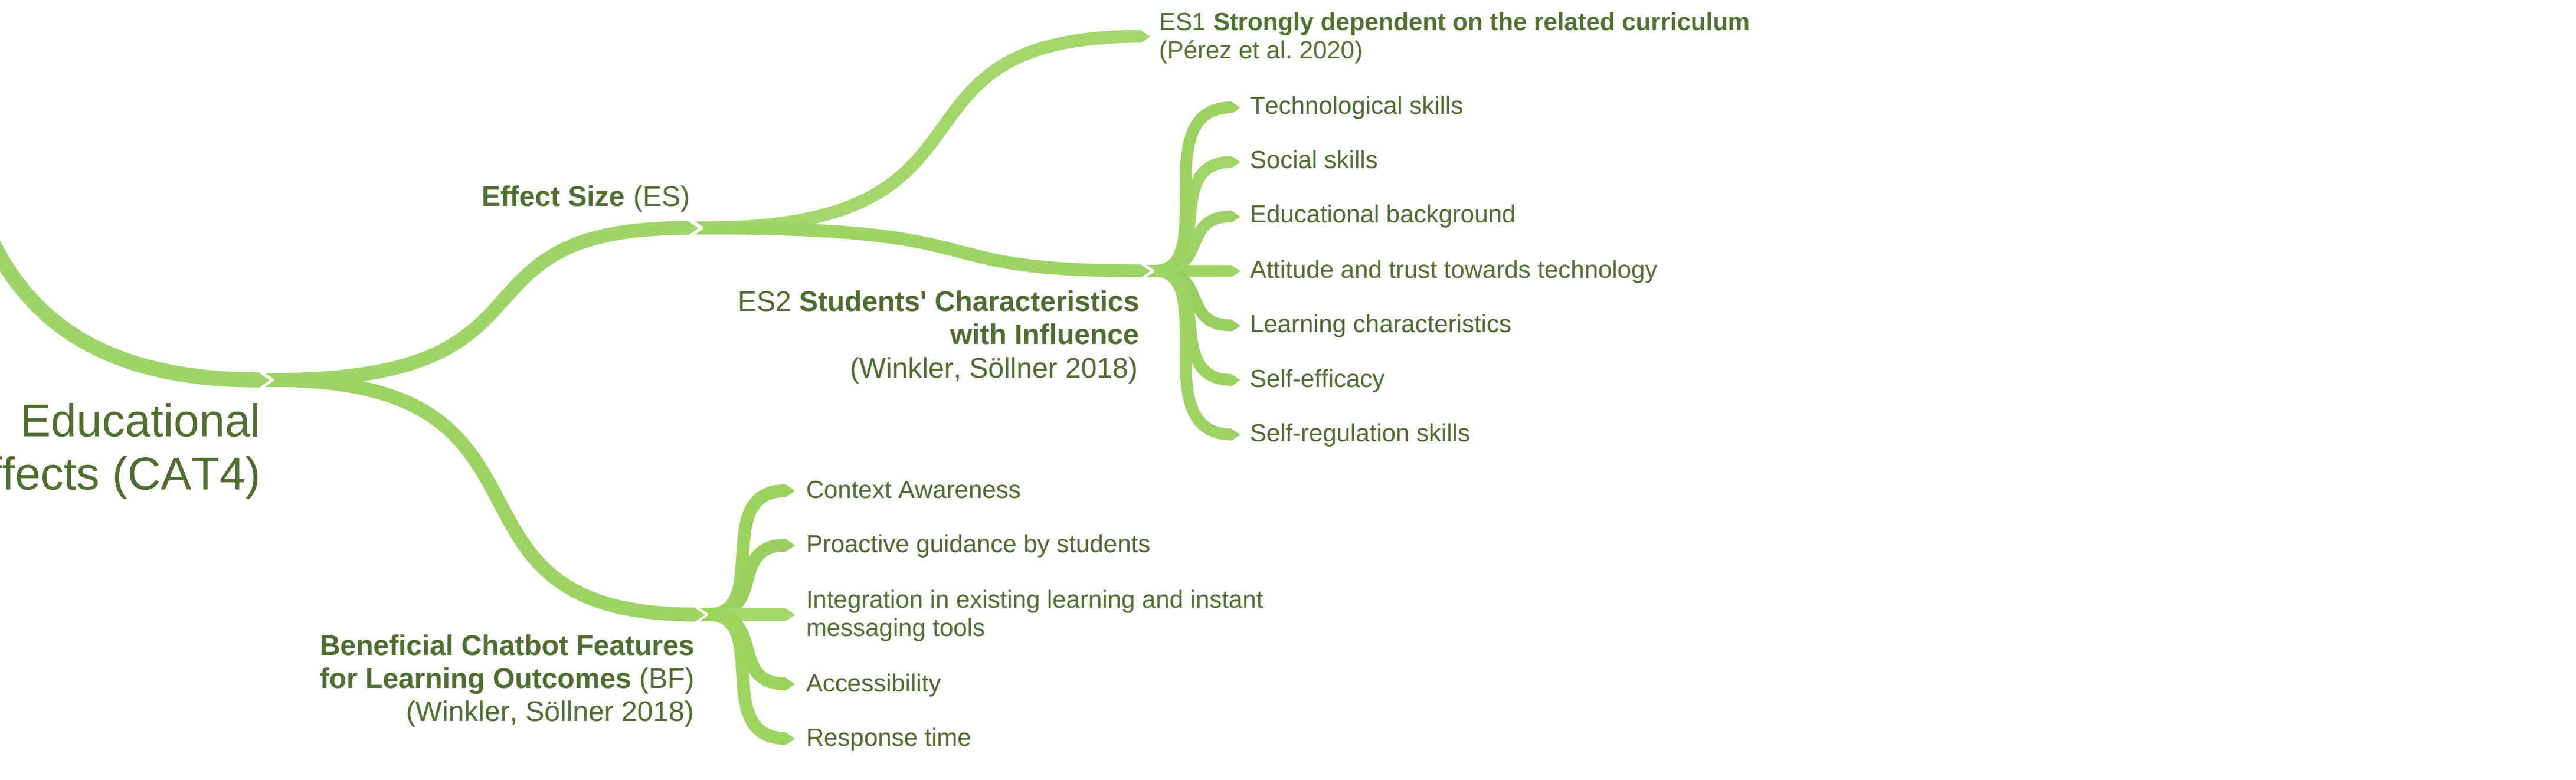 ES1 Strongly dependent on the related curriculum
(Pérez et al. 2020)
Technological skills
Social skills
Effect Size (ES)
Educational background
Attitude and trust towards technology
ES2 Students' Characteristics
with Influence
(Winkler, Söllner 2018)
Learning characteristics
Self-efficacy
Self-regulation skills
Educational
ffects (CAT4)
Context Awareness
Proactive guidance by students
Integration in existing learning and instant
messaging tools
Beneficial Chatbot Features
for Learning Outcomes (BF)
(Winkler, Söllner 2018)
Accessibility
Response time